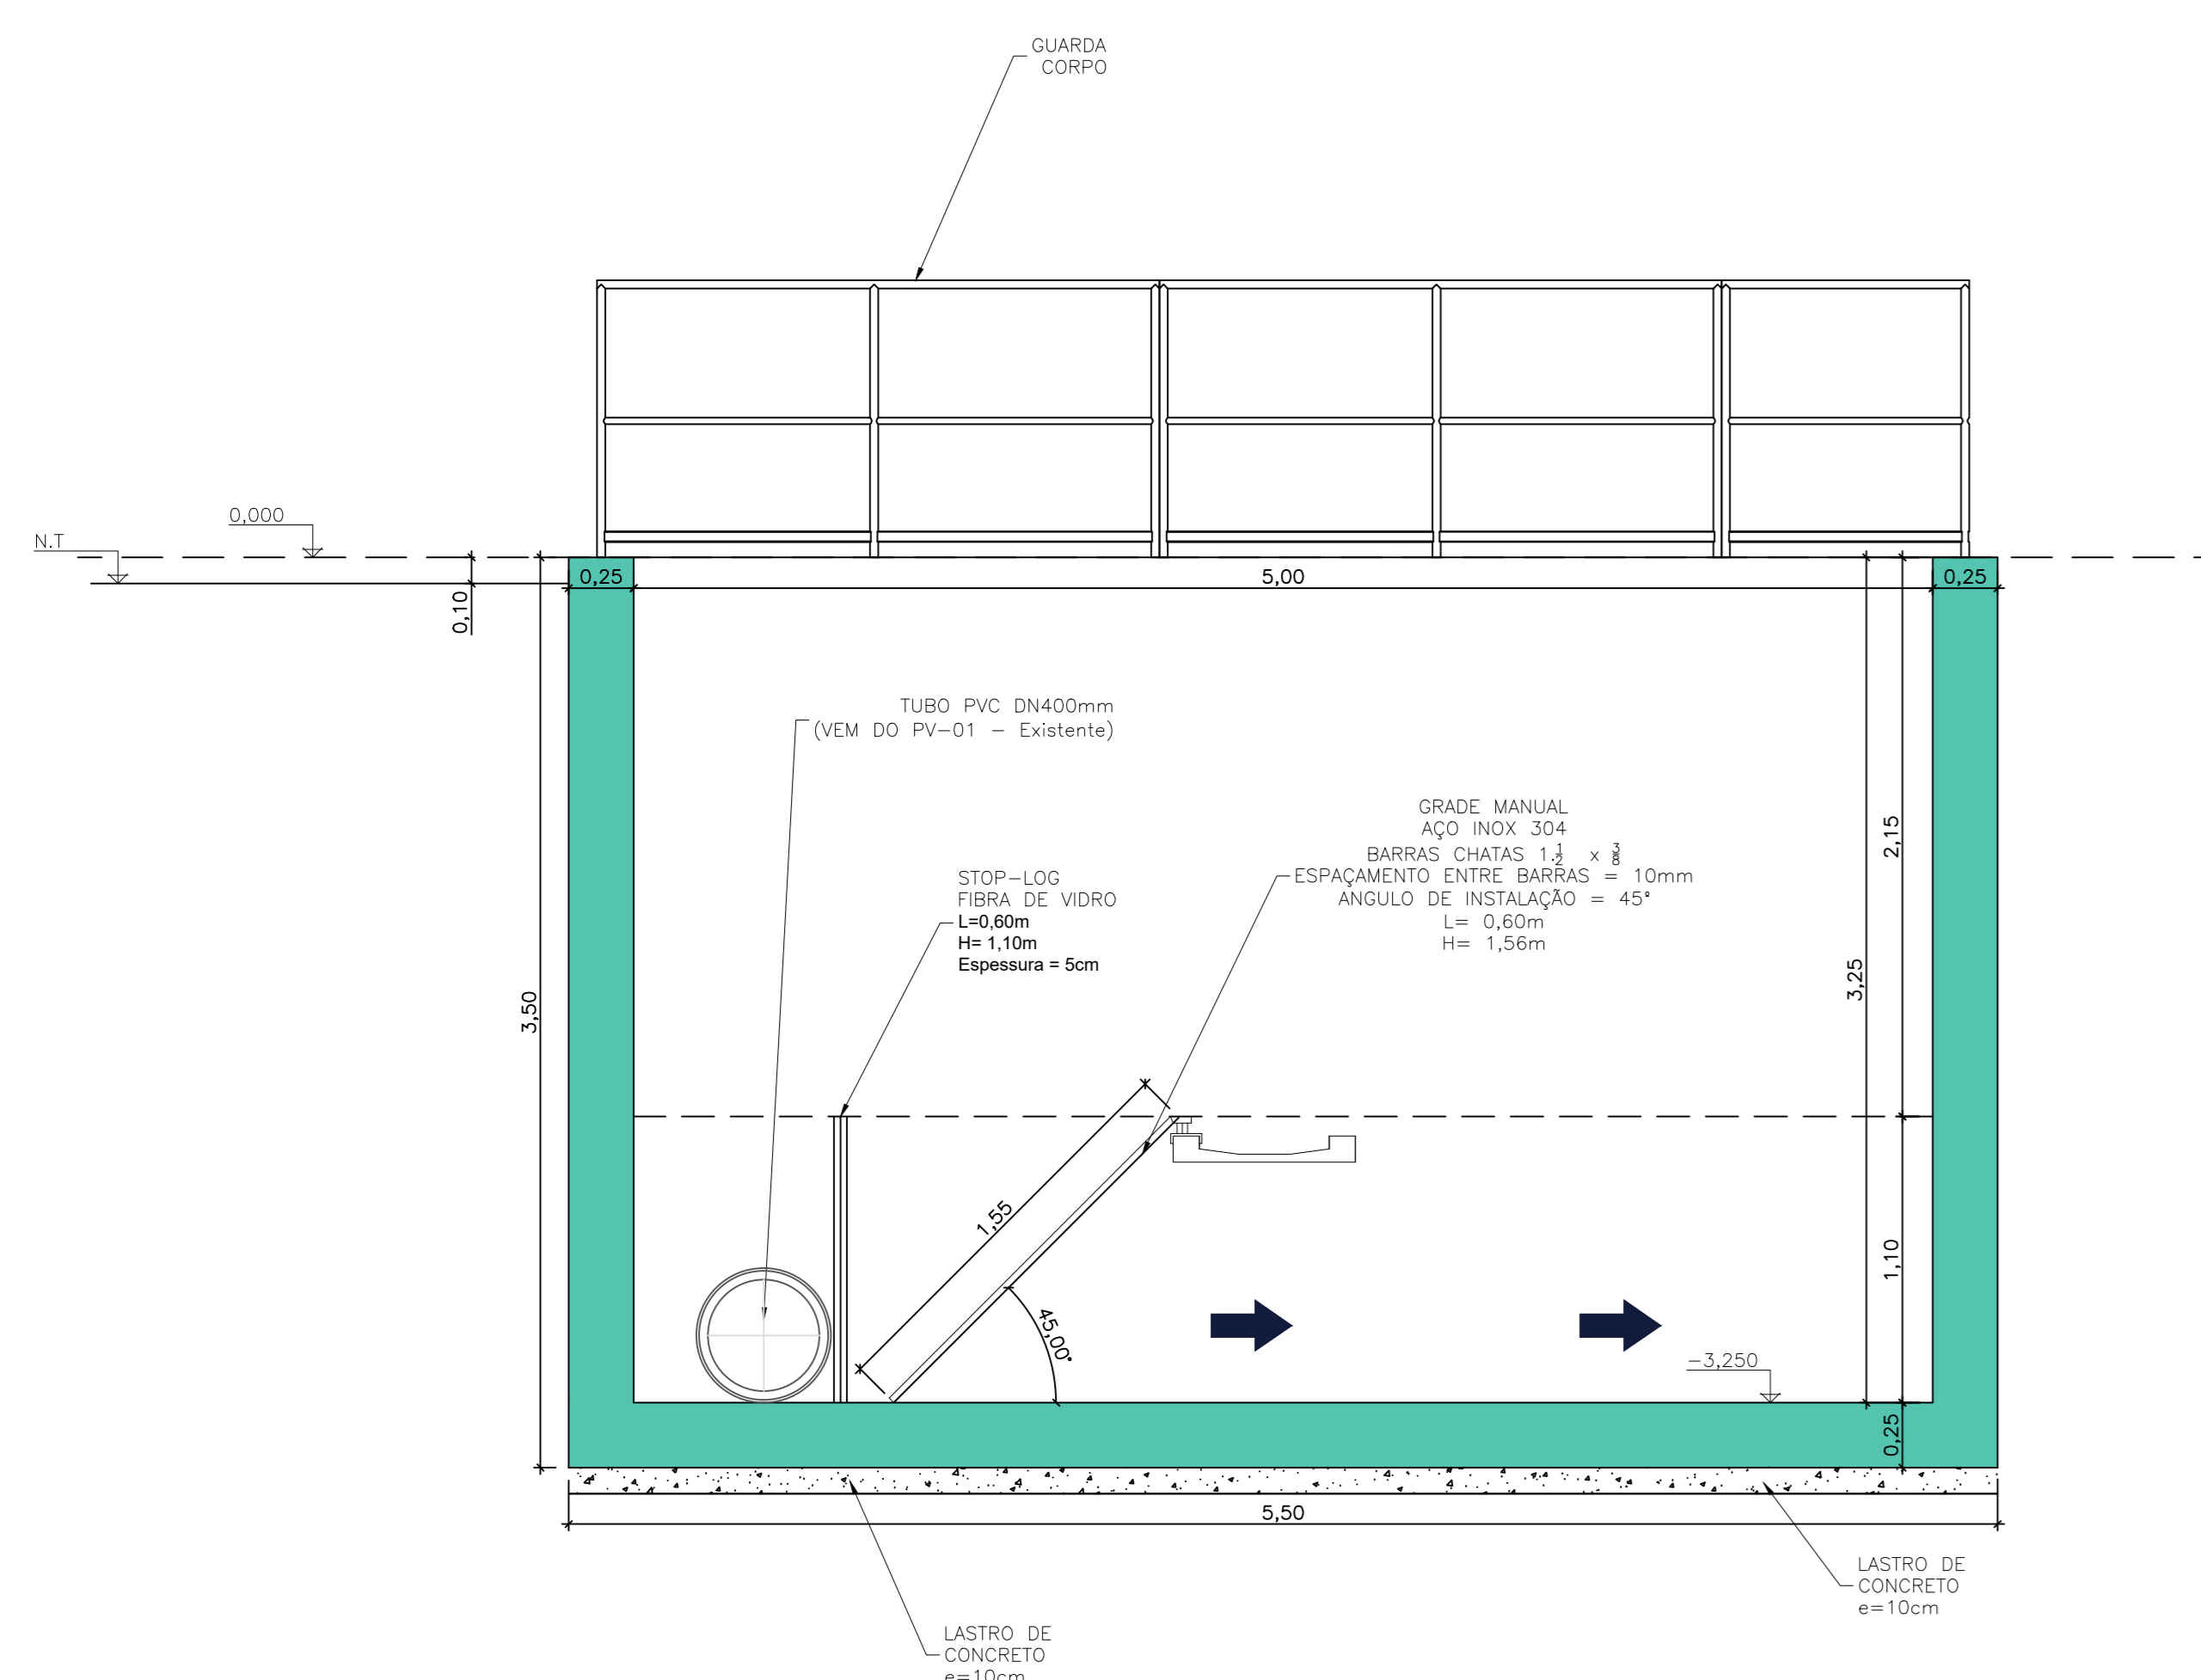 GUARDA
CORPO
0,000
N.T
0,25
5,00
0,25
0,10
TUBO PVC DN400mm
(VEM DO PV-01 - Existente)
GRADE MANUAL
AÇO INOX 304
BARRAS CHATAS 1.1/2 x 3/8
ESPAÇAMENTO ENTRE BARRAS = 10mm
ANGULO DE INSTALAÇÃO = 45°
L= 0,60m
H= 1,56m
2,15
STOP-LOG
FIBRA DE VIDRO
L=0,60m
H= 1,10m
Espessura = 5cm
3,25
3,50
1,55
1,10
45,00°
-3,250
0,25
5,50
LASTRO DE
CONCRETO
e=10cm
LASTRO DE
CONCRETO
e=10cm